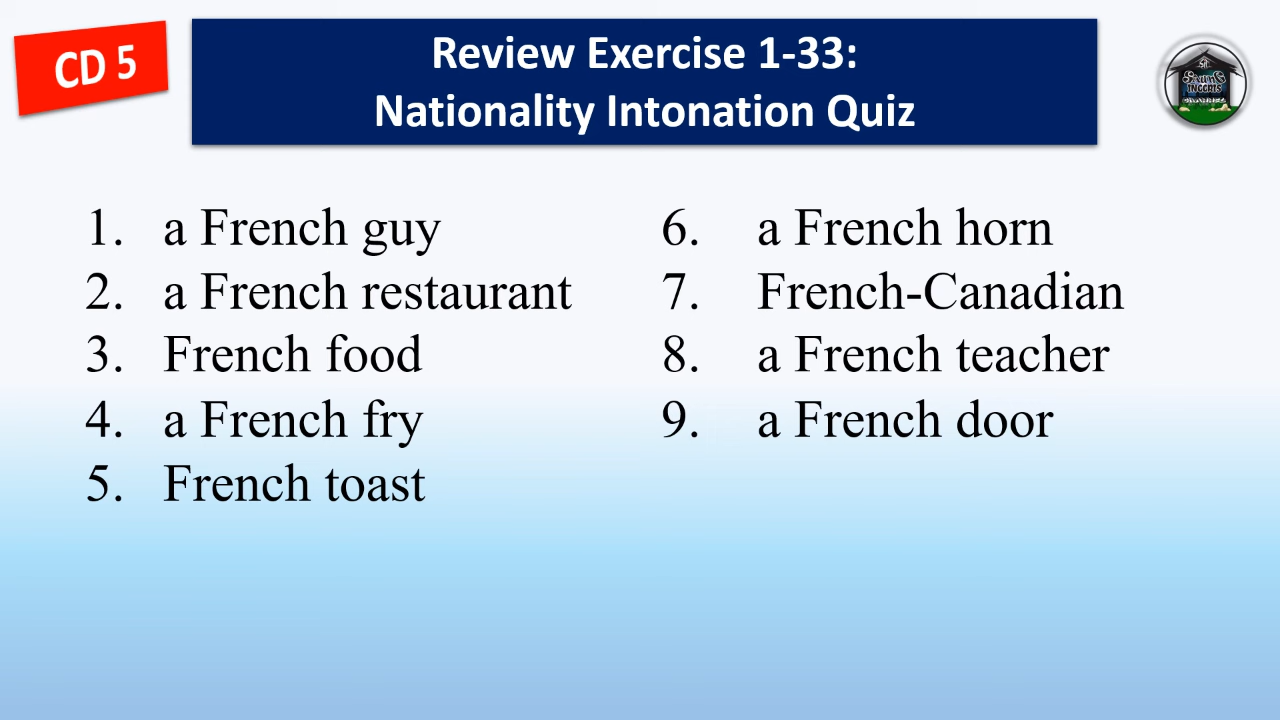 CD 5
Review Exercise 1-33:
Nationality Intonation Quiz
1. a French guy
2. a French restaurant
3. French food
4. a French fry
5. French toast
6. a French horn
7. French-Canadian
8. a French teacher
9. a French door